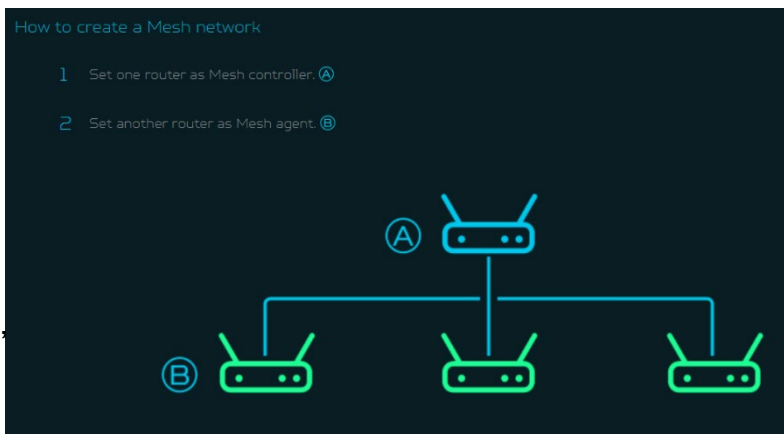 How to create a Mesh network
1 Set one router as Mesh controller. Ⓐ
2 Set another router as Mesh agent. Ⓑ
Ⓐ
,
Ⓑ